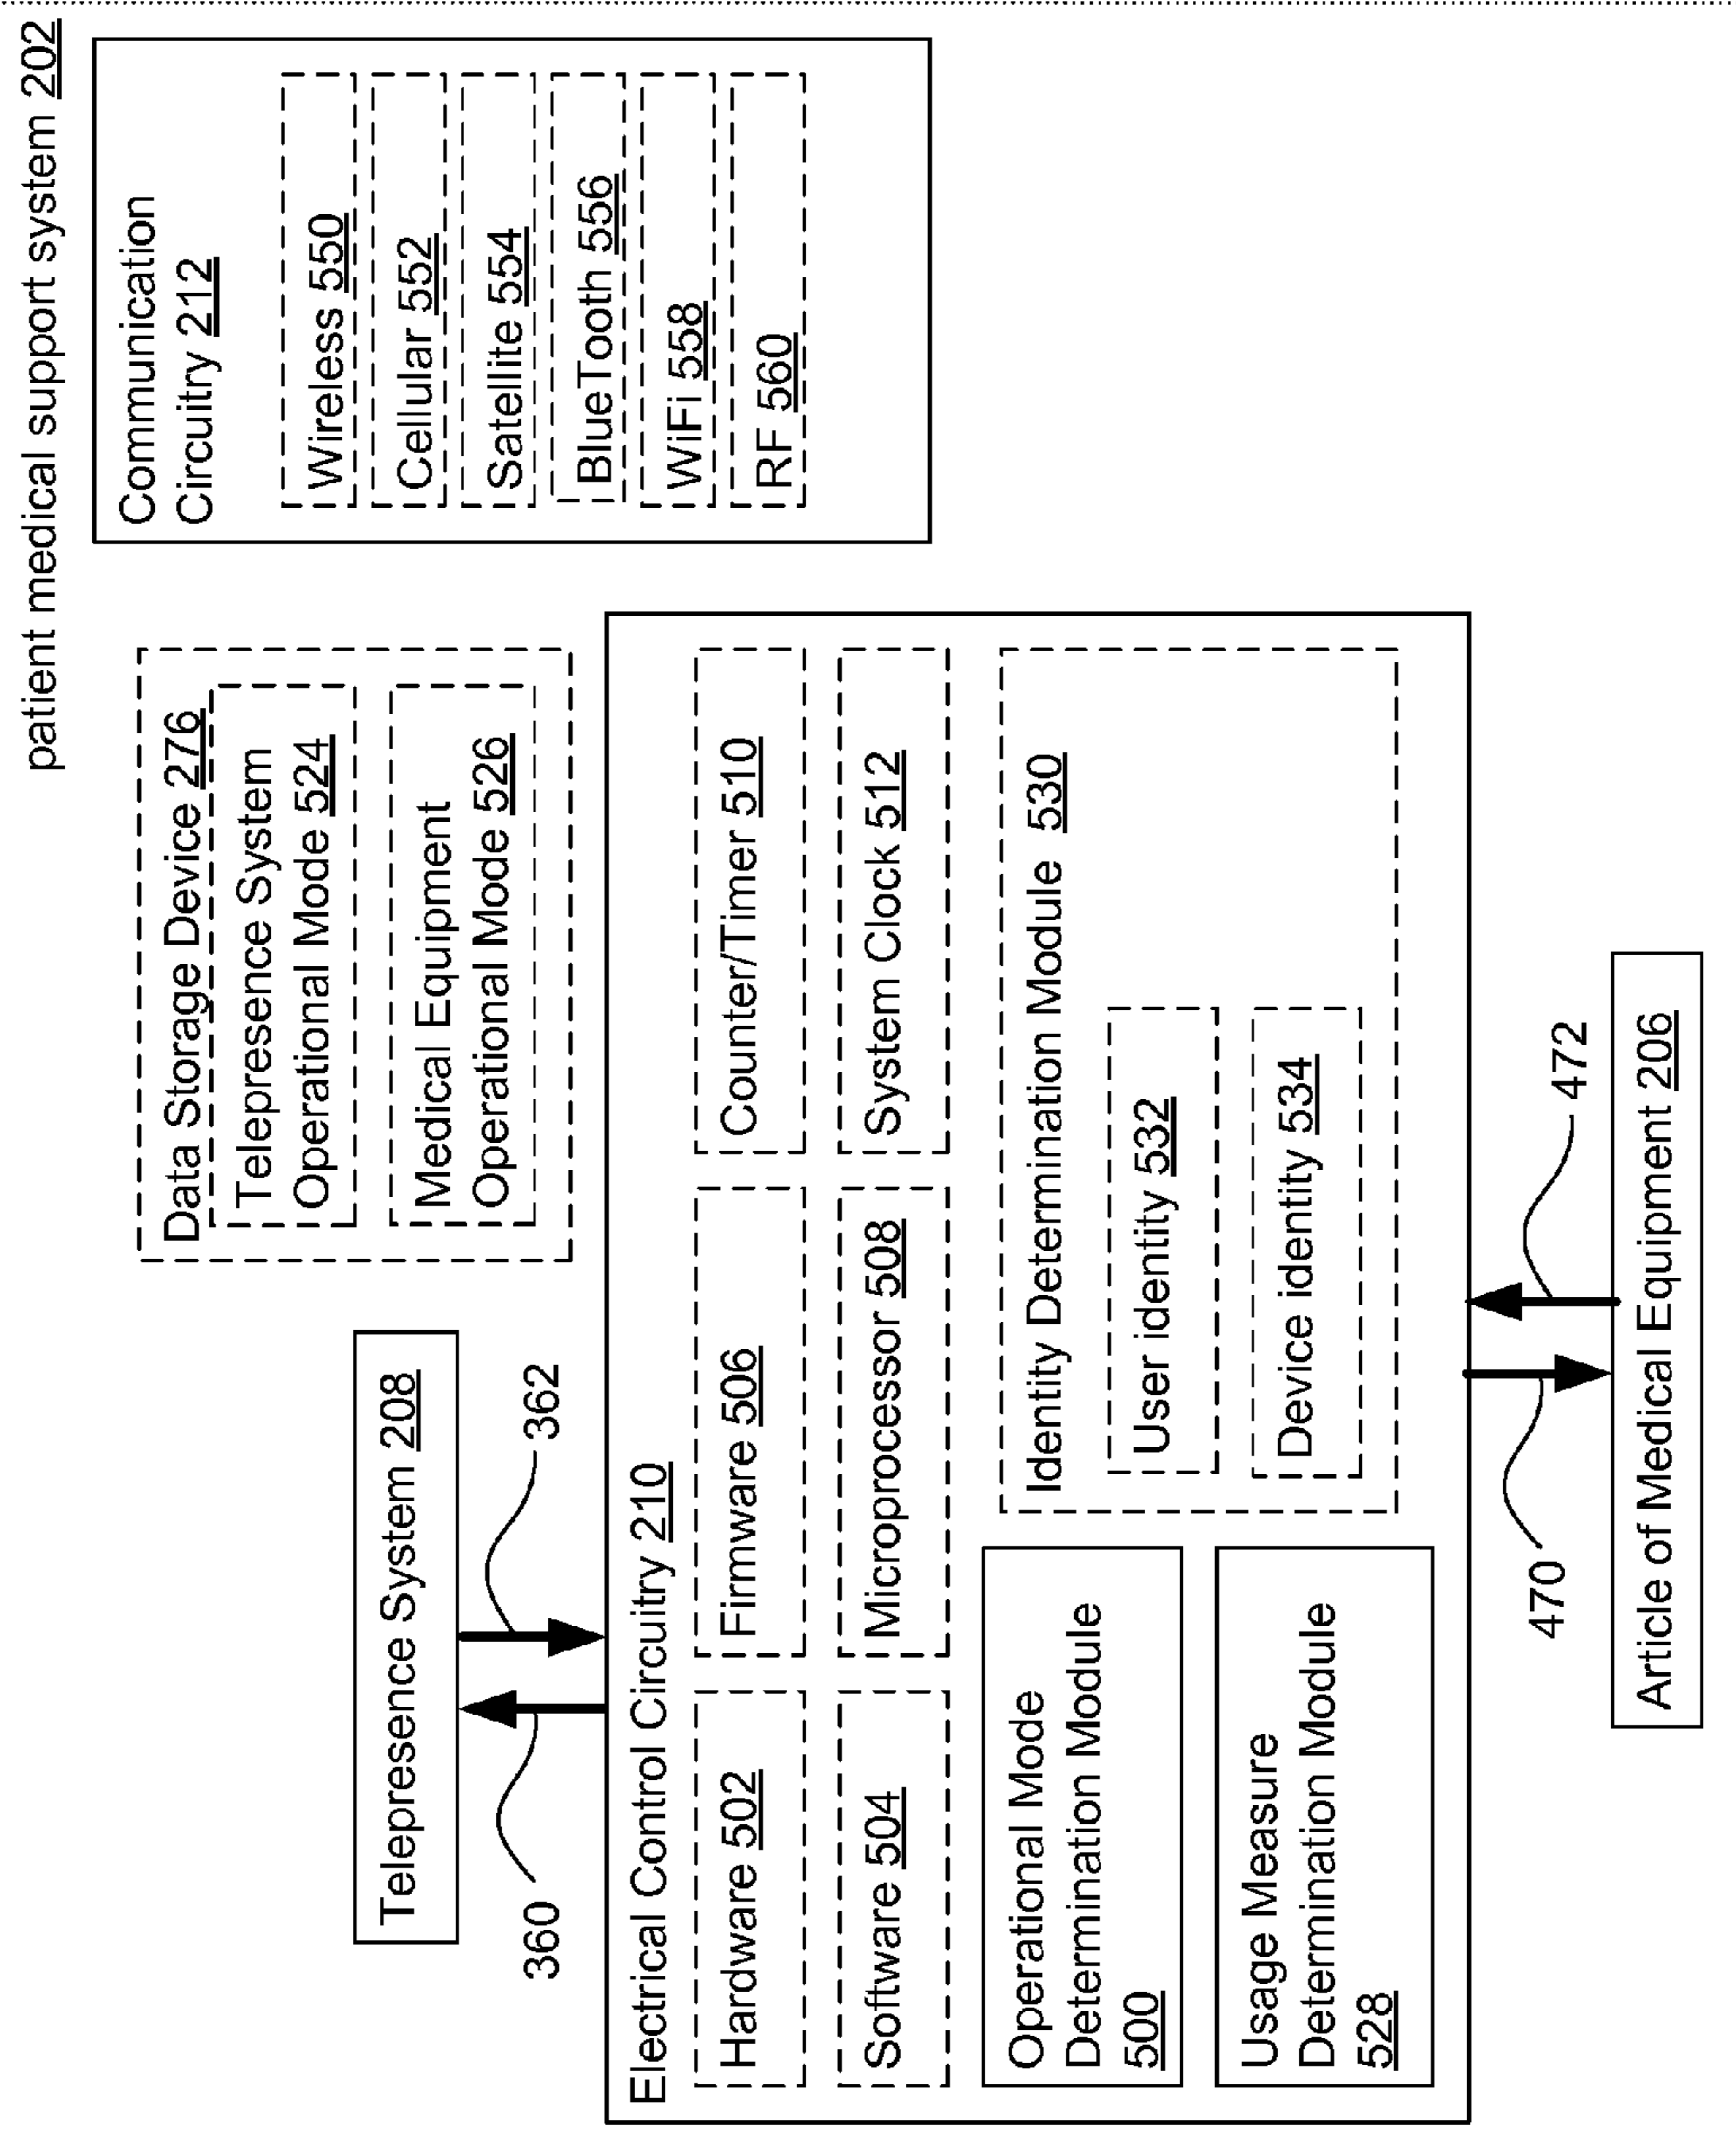 patient medical support system 202
Communication
Circuitry 212
Wireless 550
Cellular 552
Satellite 554
BlueTooth 556
WiFi 558
RF 560
Data Storage Device 276
Telepresence System
Operational Mode 524
Medical Equipment
Operational Mode 526
Telepresence System 208
360
362
Electrical Control Circuitry 210
Hardware 502
Firmware 506
Counter/Timer 510
Software 504
Microprocessor 508
System Clock 512
Operational Mode
Determination Module
500
Usage Measure
Determination Module
528
Identity Determination Module 530
User identity 532
Device identity 534
470
472
Article of Medical Equipment 206